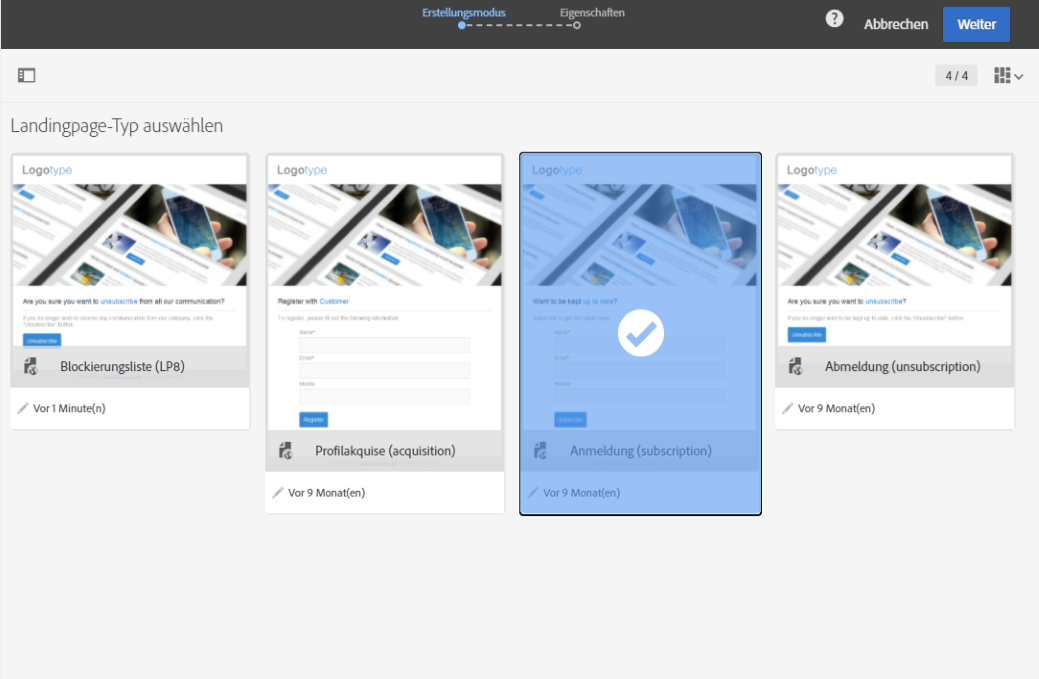 Erstellungsmodus
Eigenschaften
?
Abbrechen
Weiter
4 / 4
Landingpage-Typ auswählen
Logotype
Are you sure you want to unsubscribe from all our communication?
If you no longer wish to receive any communication from our company, click the
"Unsubscribe" button.
Unsubscribe
Blockierungsliste (LP8)
Vor 1 Minute(n)
Logotype
Register with Customer
To register, please fill out the following information.
Name*
Email*
Mobile
Register
Profilakquise (acquisition)
Vor 9 Monat(en)
Logotype
Want to be kept up to date?
Subscribe to get the latest news.
Name*
Email*
Mobile
Subscribe
Anmeldung (subscription)
Vor 9 Monat(en)
Logotype
Are you sure you want to unsubscribe?
If you no longer wish to be kept up to date, click the "Unsubscribe" button.
Unsubscribe
Abmeldung (unsubscription)
Vor 9 Monat(en)